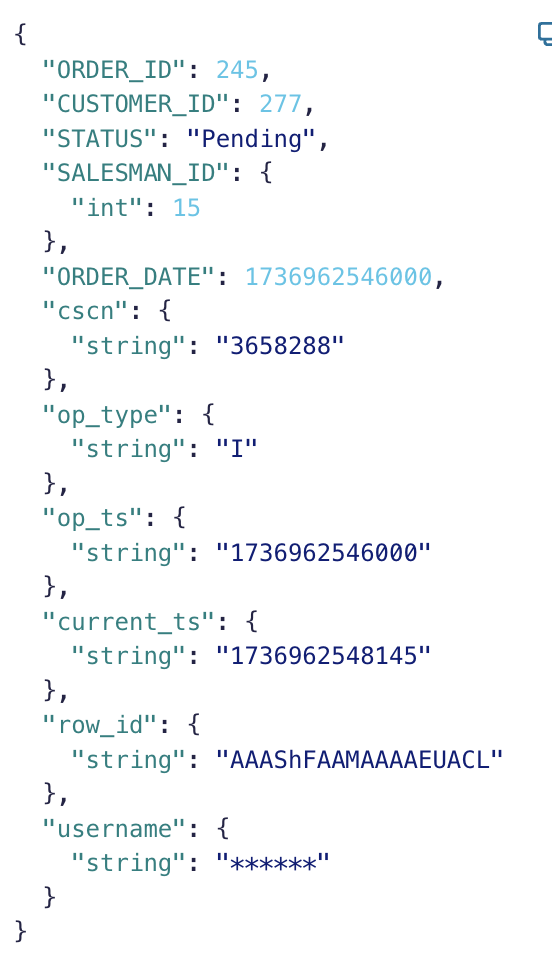 {
  "ORDER_ID": 245,
  "CUSTOMER_ID": 277,
  "STATUS": "Pending",
  "SALESMAN_ID": {
    "int": 15
  },
  "ORDER_DATE": 1736962546000,
  "cscn": {
    "string": "3658288"
  },
  "op_type": {
    "string": "I"
  },
  "op_ts": {
    "string": "1736962546000"
  },
  "current_ts": {
    "string": "1736962548145"
  },
  "row_id": {
    "string": "AAAShFAAMAAAAEUACL"
  },
  "username": {
    "string": "******"
  }
}